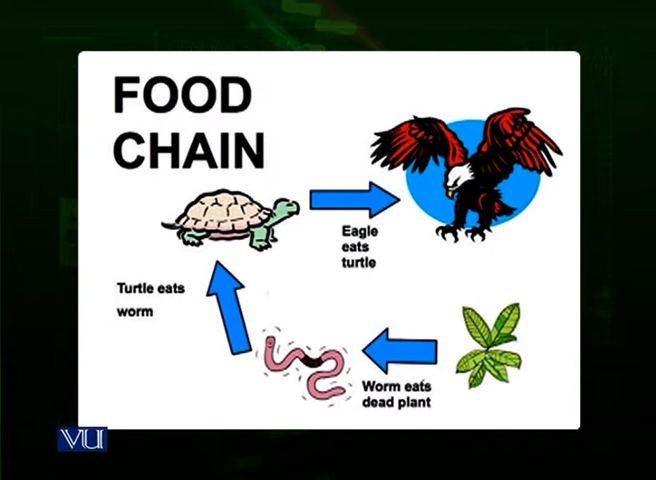 FOOD
CHAIN
Eagle
eats
turtle
Turtle eats
worm
Worm eats
dead plant
VU